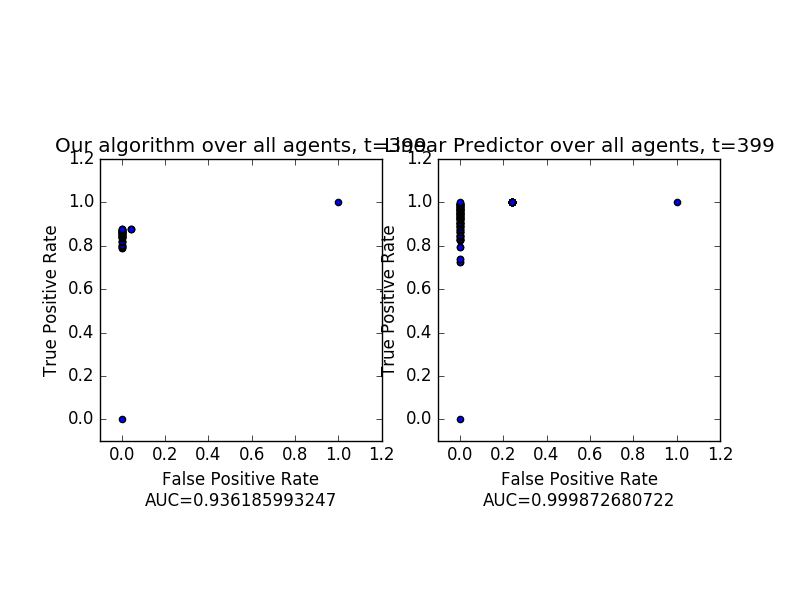 Our algorithm over all agents, t=399
1.2
1.0
0.8
0.6
0.4
0.2
0.0
True Positive Rate
0.0 0.2 0.4 0.6 0.8 1.0 1.2
False Positive Rate
AUC=0.936185993247
Linear Predictor over all agents, t=399
1.2
1.0
0.8
0.6
0.4
0.2
0.0
True Positive Rate
0.0 0.2 0.4 0.6 0.8 1.0 1.2
False Positive Rate
AUC=0.999872680722